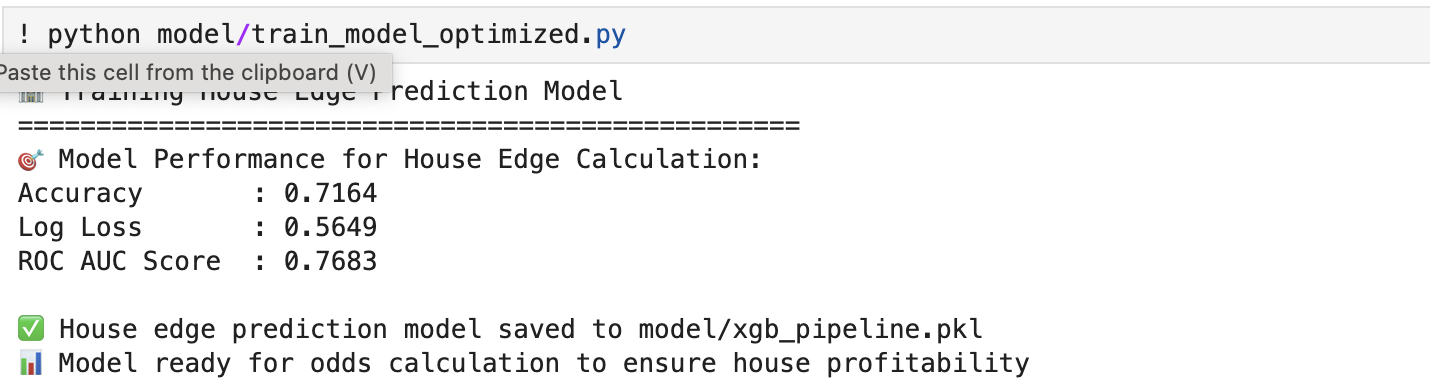 ! python model/train_model_optimized.py
Paste this cell from the clipboard (V)
Training House Edge Prediction Model
==================================================
🎯 Model Performance for House Edge Calculation:
Accuracy       : 0.7164
Log Loss       : 0.5649
ROC AUC Score  : 0.7683
✅ House edge prediction model saved to model/xgb_pipeline.pkl
📊 Model ready for odds calculation to ensure house profitability